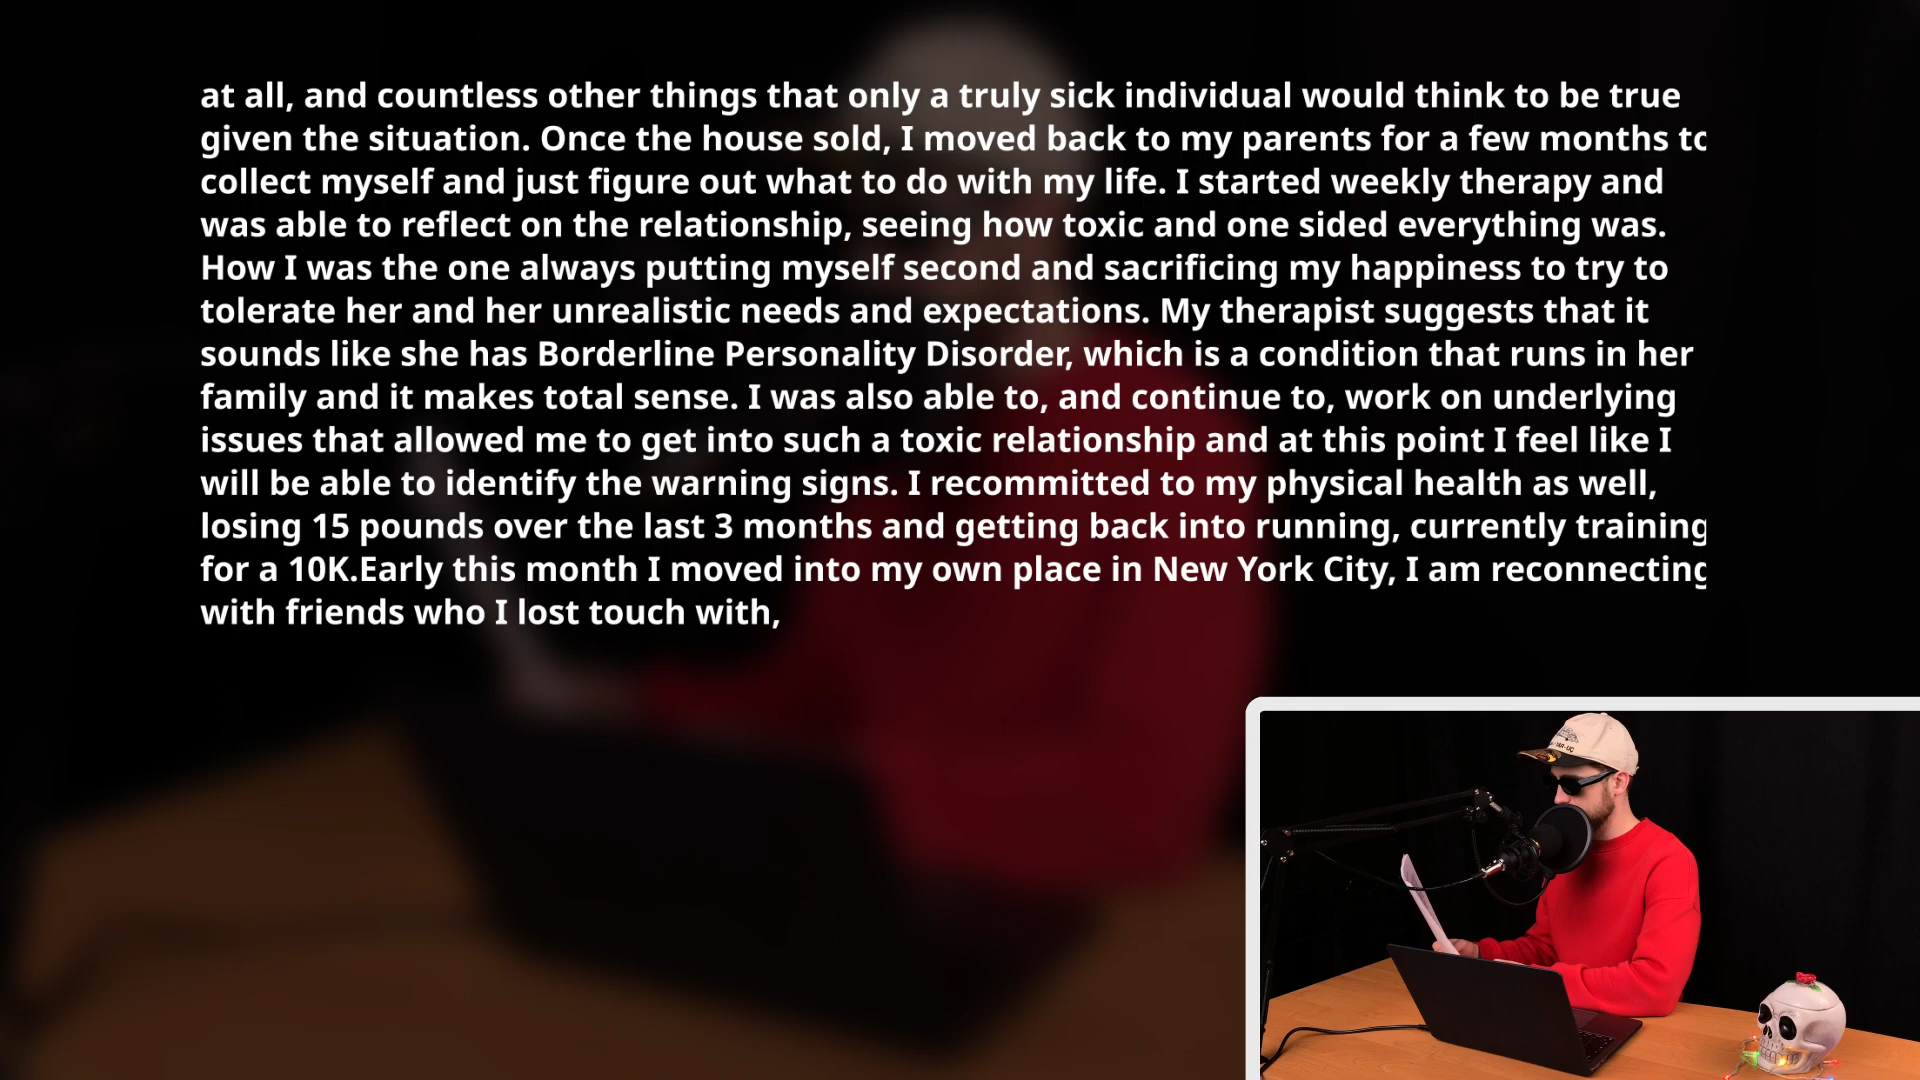 at all, and countless other things that only a truly sick individual would think to be true
given the situation. Once the house sold, I moved back to my parents for a few months to
collect myself and just figure out what to do with my life. I started weekly therapy and
was able to reflect on the relationship, seeing how toxic and one sided everything was.
How I was the one always putting myself second and sacrificing my happiness to try to
tolerate her and her unrealistic needs and expectations. My therapist suggests that it
sounds like she has Borderline Personality Disorder, which is a condition that runs in her
family and it makes total sense. I was also able to, and continue to, work on underlying
issues that allowed me to get into such a toxic relationship and at this point I feel like I
will be able to identify the warning signs. I recommitted to my physical health as well,
losing 15 pounds over the last 3 months and getting back into running, currently training
for a 10K.Early this month I moved into my own place in New York City, I am reconnecting
with friends who I lost touch with,